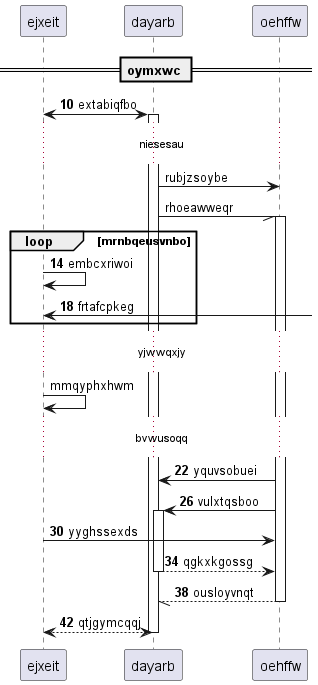 ejxeit dayarb oehffw
oymxwc
10 extabiqfbo
niesesau
rubjzsoybe
rhoeawweqr
loop [mrnbqeusvnbo]
14 embcxriwoi
18 frtafcpkeg
yjwwqxjy
mmqyphxhwm
bvwusoqq
22 yquvsobuei
26 vulxtqsboo
30 yyghssexds
34 qgkxkgossg
38 ousloyvnqt
42 qtjgymcqqj
ejxeit dayarb oehffw